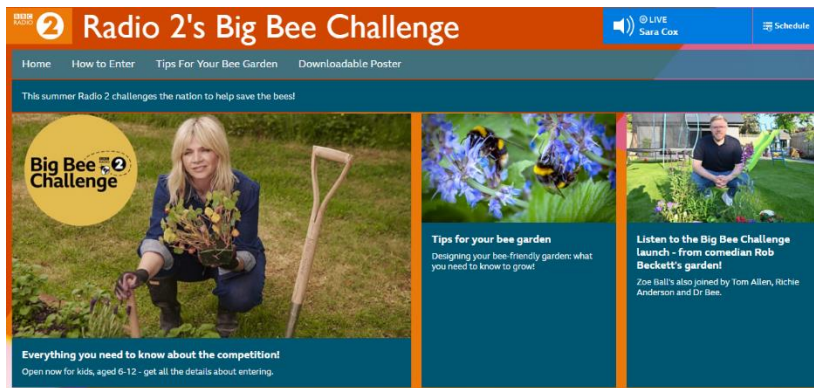 BBC
RADIO 2
Radio 2's Big Bee Challenge
LIVE
Sara Cox
Schedule
Home How to Enter Tips For Your Bee Garden Downloadable Poster
This summer Radio 2 challenges the nation to help save the bees!
Big Bee 2
Challenge
Everything you need to know about the competition!
Open now for kids, aged 6-12 - get all the details about entering.
Tips for your bee garden
Designing your bee-friendly garden: what
you need to know to grow!
Listen to the Big Bee Challenge
launch - from comedian Rob
Beckett's garden!
Zoe Ball's also joined by Tom Allen, Richie
Anderson and Dr Bee.